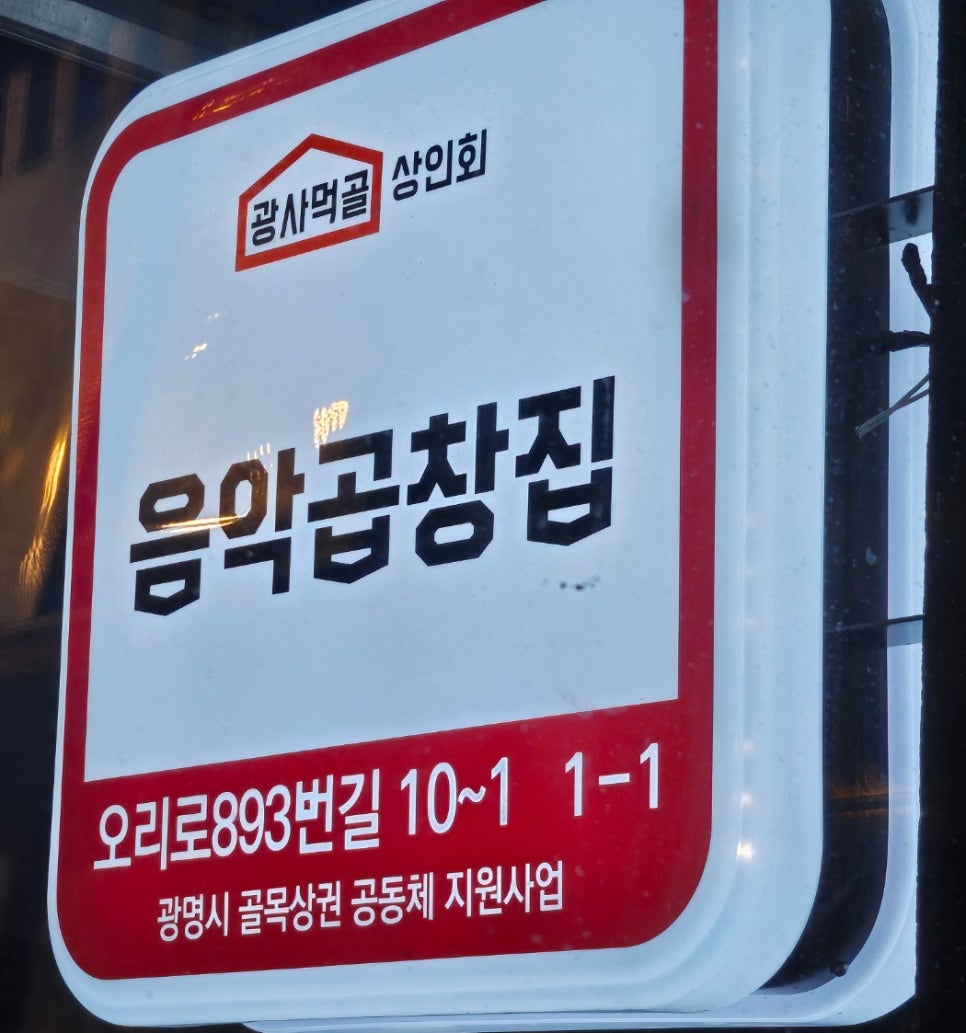 광사먹골 상인회
음악곱창집
오리로893번길 10~1 1-1
광명시 골목상권 공동체 지원사업